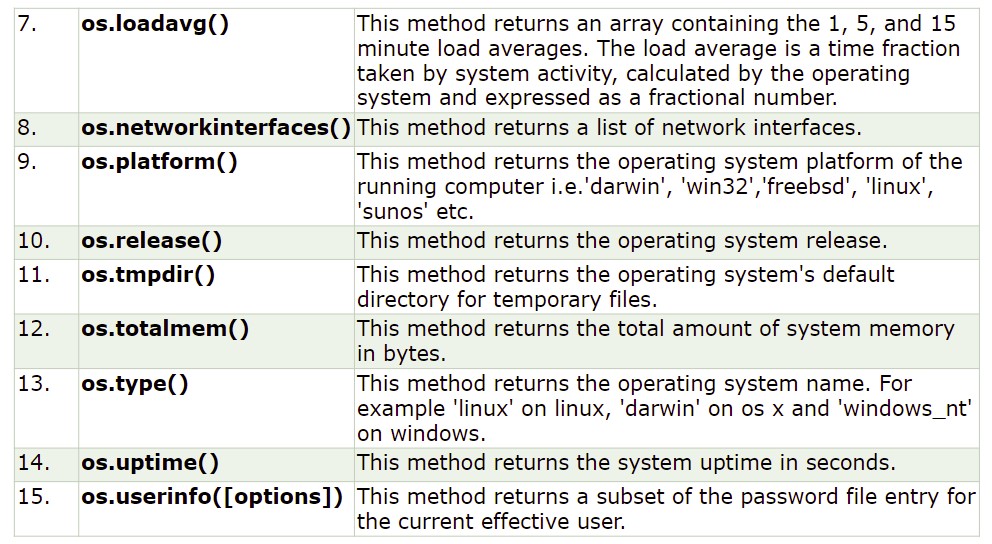 7. os.loadavg() This method returns an array containing the 1, 5, and 15
minute load averages. The load average is a time fraction
taken by system activity, calculated by the operating
system and expressed as a fractional number.
8. os.networkinterfaces() This method returns a list of network interfaces.
9. os.platform() This method returns the operating system platform of the
running computer i.e.'darwin', 'win32','freebsd', 'linux',
'sunos' etc.
10. os.release() This method returns the operating system release.
11. os.tmpdir() This method returns the operating system's default
directory for temporary files.
12. os.totalmem() This method returns the total amount of system memory
in bytes.
13. os.type() This method returns the operating system name. For
example 'linux' on linux, 'darwin' on os x and 'windows_nt'
on windows.
14. os.uptime() This method returns the system uptime in seconds.
15. os.userinfo([options]) This method returns a subset of the password file entry for
the current effective user.